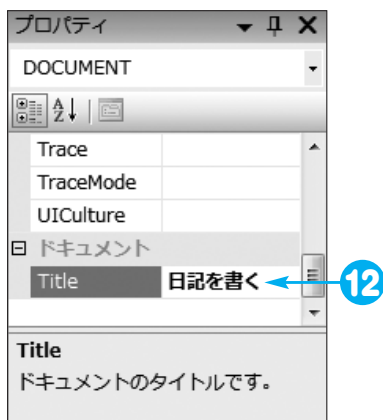 プロパティ
DOCUMENT
Trace
TraceMode
UICulture
ドキュメント
Title 日記を書く
12
Title
ドキュメントのタイトルです。